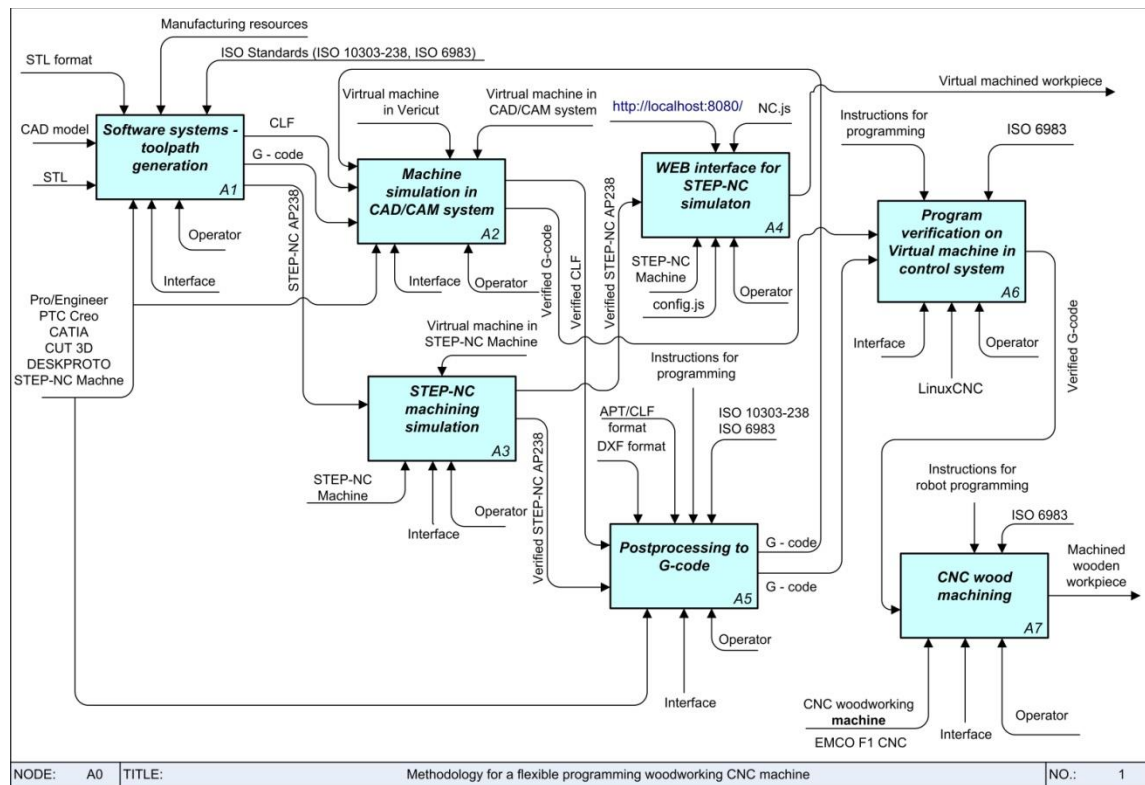 Manufacturing resources
ISO Standards (ISO 10303-238, ISO 6983)
STL format
CAD model
STL
Software systems -
toolpath
generation
A1
CLF
G - code
STEP-NC AP238
Operator
Interface
Pro/Engineer
PTC Creo
CATIA
CUT 3D
DESKPROTO
STEP-NC Machne
Virtrual machine
in Vericut
Virtrual machine in
CAD/CAM system
Machine
simulation in
CAD/CAM system
A2
Interface
Operator
Verified G-code
Verified CLF
Verified STEP-NC AP238
http://localhost:8080/
NC.js
WEB interface for
STEP-NC
simulaton
A4
STEP-NC
Machine
config.js
Operator
Virtual machined workpiece
Instructions for
programming
ISO 6983
Program
verification on
Virtual machine in
control system
A6
Interface
LinuxCNC
Operator
Verified G-code
Virtrual machine in
STEP-NC Machine
STEP-NC
machining
simulation
A3
STEP-NC
Machine
Interface
Operator
Verified STEP-NC AP238
Instructions for
programming
APT/CLF
format
DXF format
ISO 10303-238
ISO 6983
Postprocessing to
G-code
A5
G - code
G - code
Operator
Interface
Instructions for
robot programming
ISO 6983
CNC wood
machining
A7
Machined
wooden
workpiece
CNC woodworking
machine
EMCO F1 CNC
Interface
Operator
NODE: A0 TITLE: Methodology for a flexible programming woodworking CNC machine NO.: 1